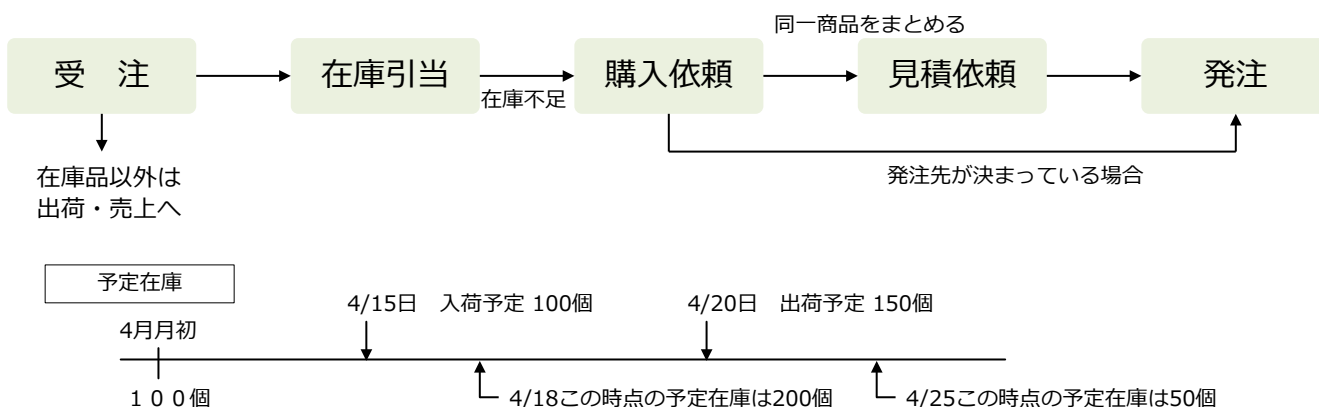 同一商品をまとめる
受　注
在庫引当
購入依頼
見積依頼
発注
在庫不足
在庫品以外は
出荷・売上へ
発注先が決まっている場合
予定在庫
4/15日　入荷予定 100個
4/20日　出荷予定 150個
4月月初
１００個
4/18この時点の予定在庫は200個
4/25この時点の予定在庫は50個